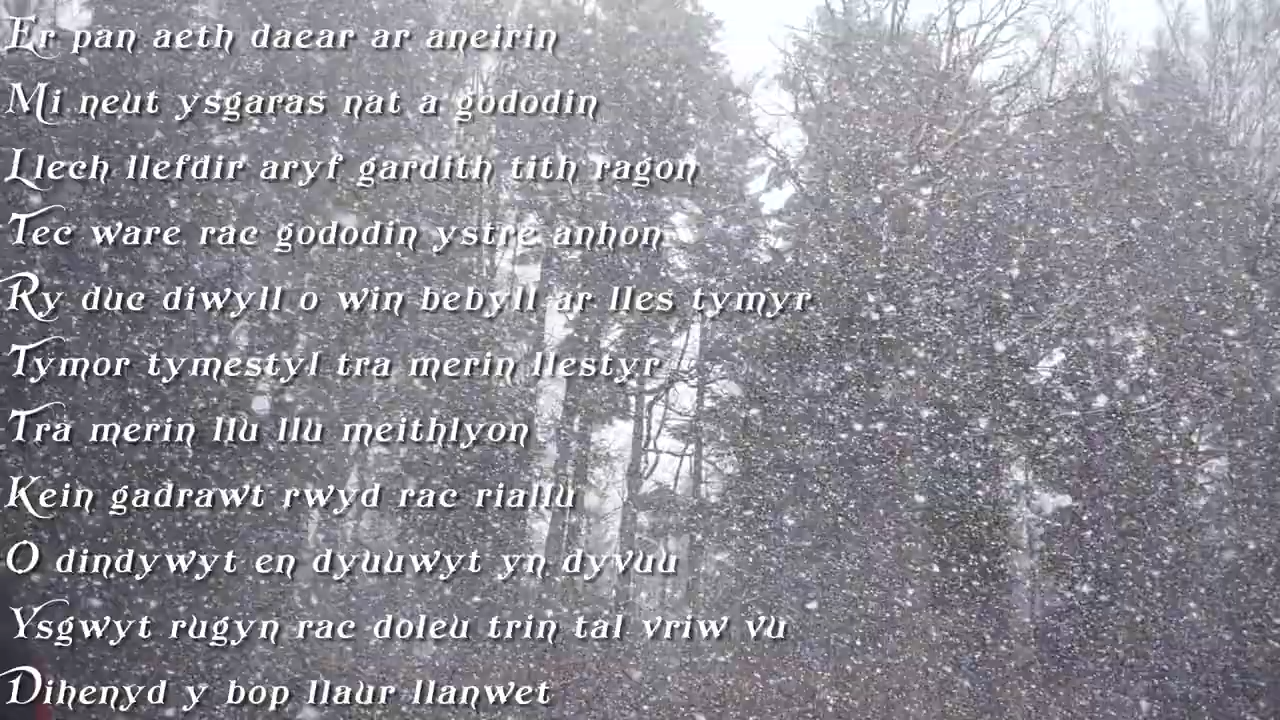 Er pan aeth daear ar aneirin
Mi neut ysgaras nat a gododin
Llech llefdir aryf gardith tith ragon
Tec ware rac gododin ystre anhon
Ry duc diwyll o win bebyll ar lles tymyr
Tymor tymestyl tra merin llestyr
Tra merin llu llu meithlyon
Kein gadrawt rwyd rac riallu
O dindywyt en dyuuwyt yn dyvuu
Ysgwyt rugyn rac doleu trin tal vriw vu
Dihenyd y bop llaur llanwet